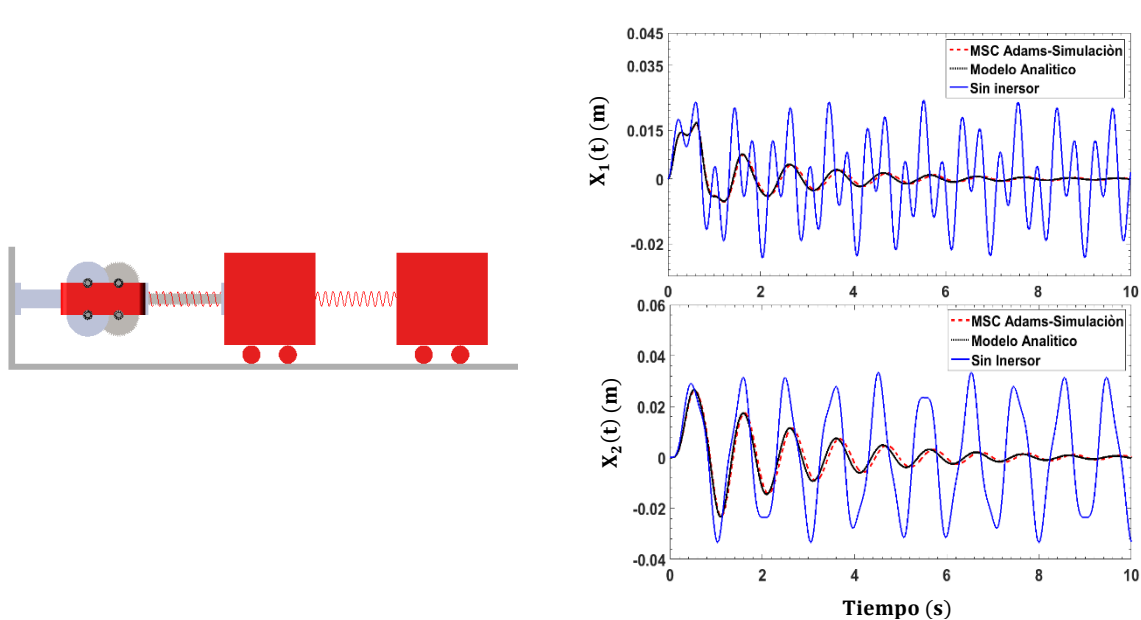 0.045
0.015
0
-0.02
X₁(t) (m)
MSC Adams-Simulaciòn
Modelo Analitico
Sin inersor
0 2 4 6 8 10
0.06
0.04
0.02
0
-0.02
-0.04
X₂(t) (m)
MSC Adams-Simulaciòn
Modelo Analitico
Sin Inersor
0 2 4 6 8 10
Tiempo (s)